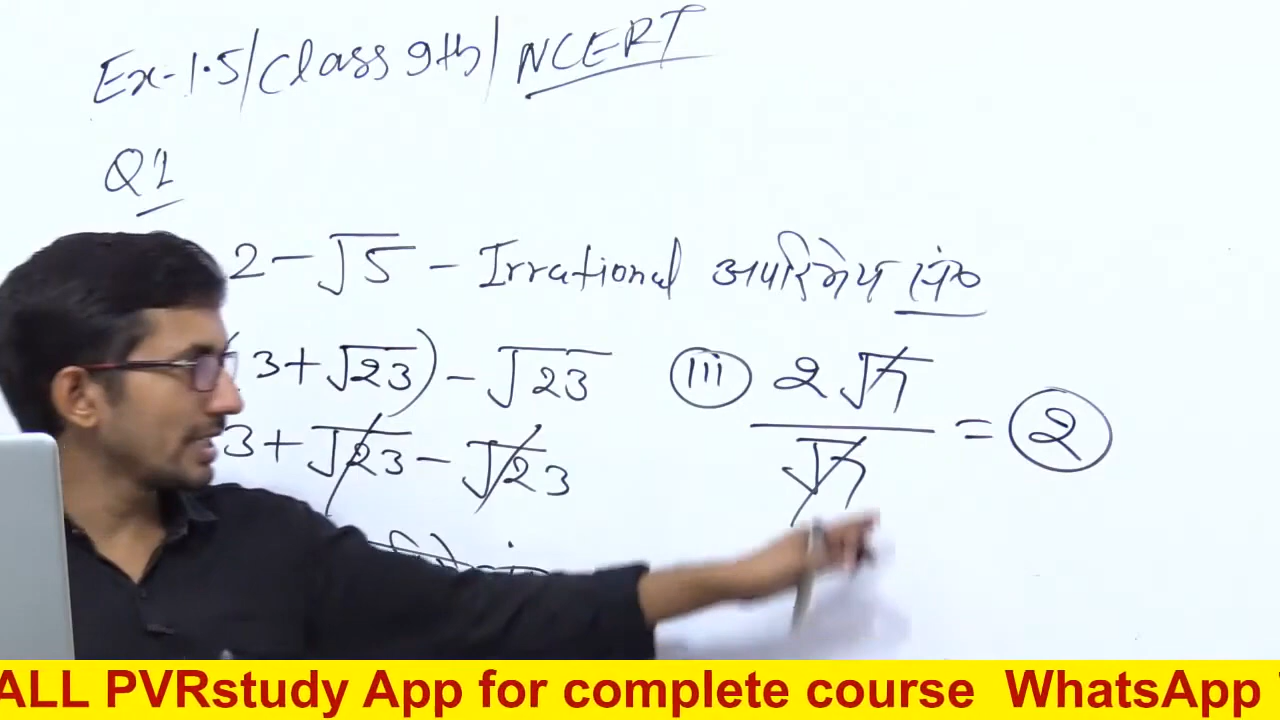 Ex-1.5/Class 9th/NCERT
Q1
2-√5 - Irrational अपरिमेय सं०
(3+√23)-√23
3+√23-√23
(iii) 2√7 / √7 = 2
ALL PVRstudy App for complete course WhatsApp